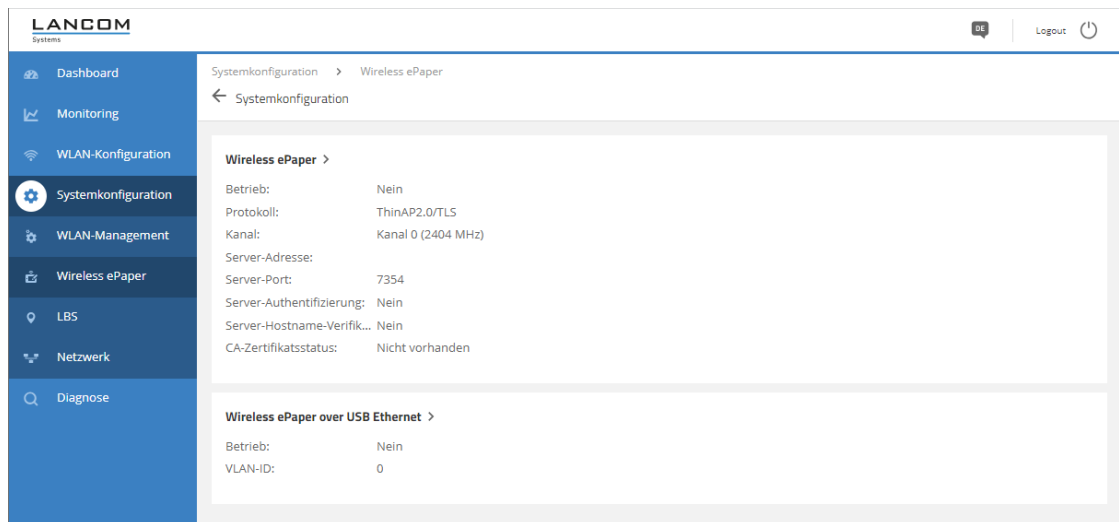 LANCOM
Systems
DE
Logout
Dashboard
Monitoring
WLAN-Konfiguration
Systemkonfiguration
WLAN-Management
Wireless ePaper
LBS
Netzwerk
Diagnose
Systemkonfiguration > Wireless ePaper
← Systemkonfiguration
Wireless ePaper >
Betrieb: Nein
Protokoll: ThinAP2.0/TLS
Kanal: Kanal 0 (2404 MHz)
Server-Adresse:
Server-Port: 7354
Server-Authentifizierung: Nein
Server-Hostname-Verifik... Nein
CA-Zertifikatsstatus: Nicht vorhanden
Wireless ePaper over USB Ethernet >
Betrieb: Nein
VLAN-ID: 0